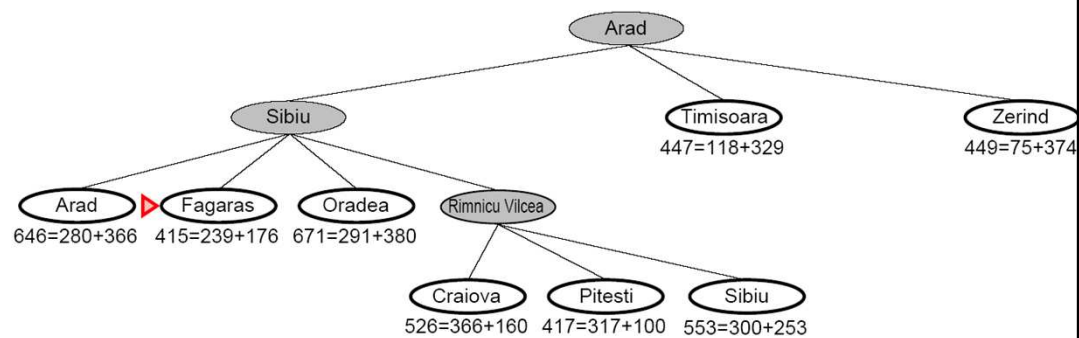 Arad
Sibiu
Timisoara
Zerind
447=118+329
449=75+374
Arad
Fagaras
Oradea
Rimnicu Vilcea
646=280+366
415=239+176
671=291+380
Craiova
Pitesti
Sibiu
526=366+160
417=317+100
553=300+253